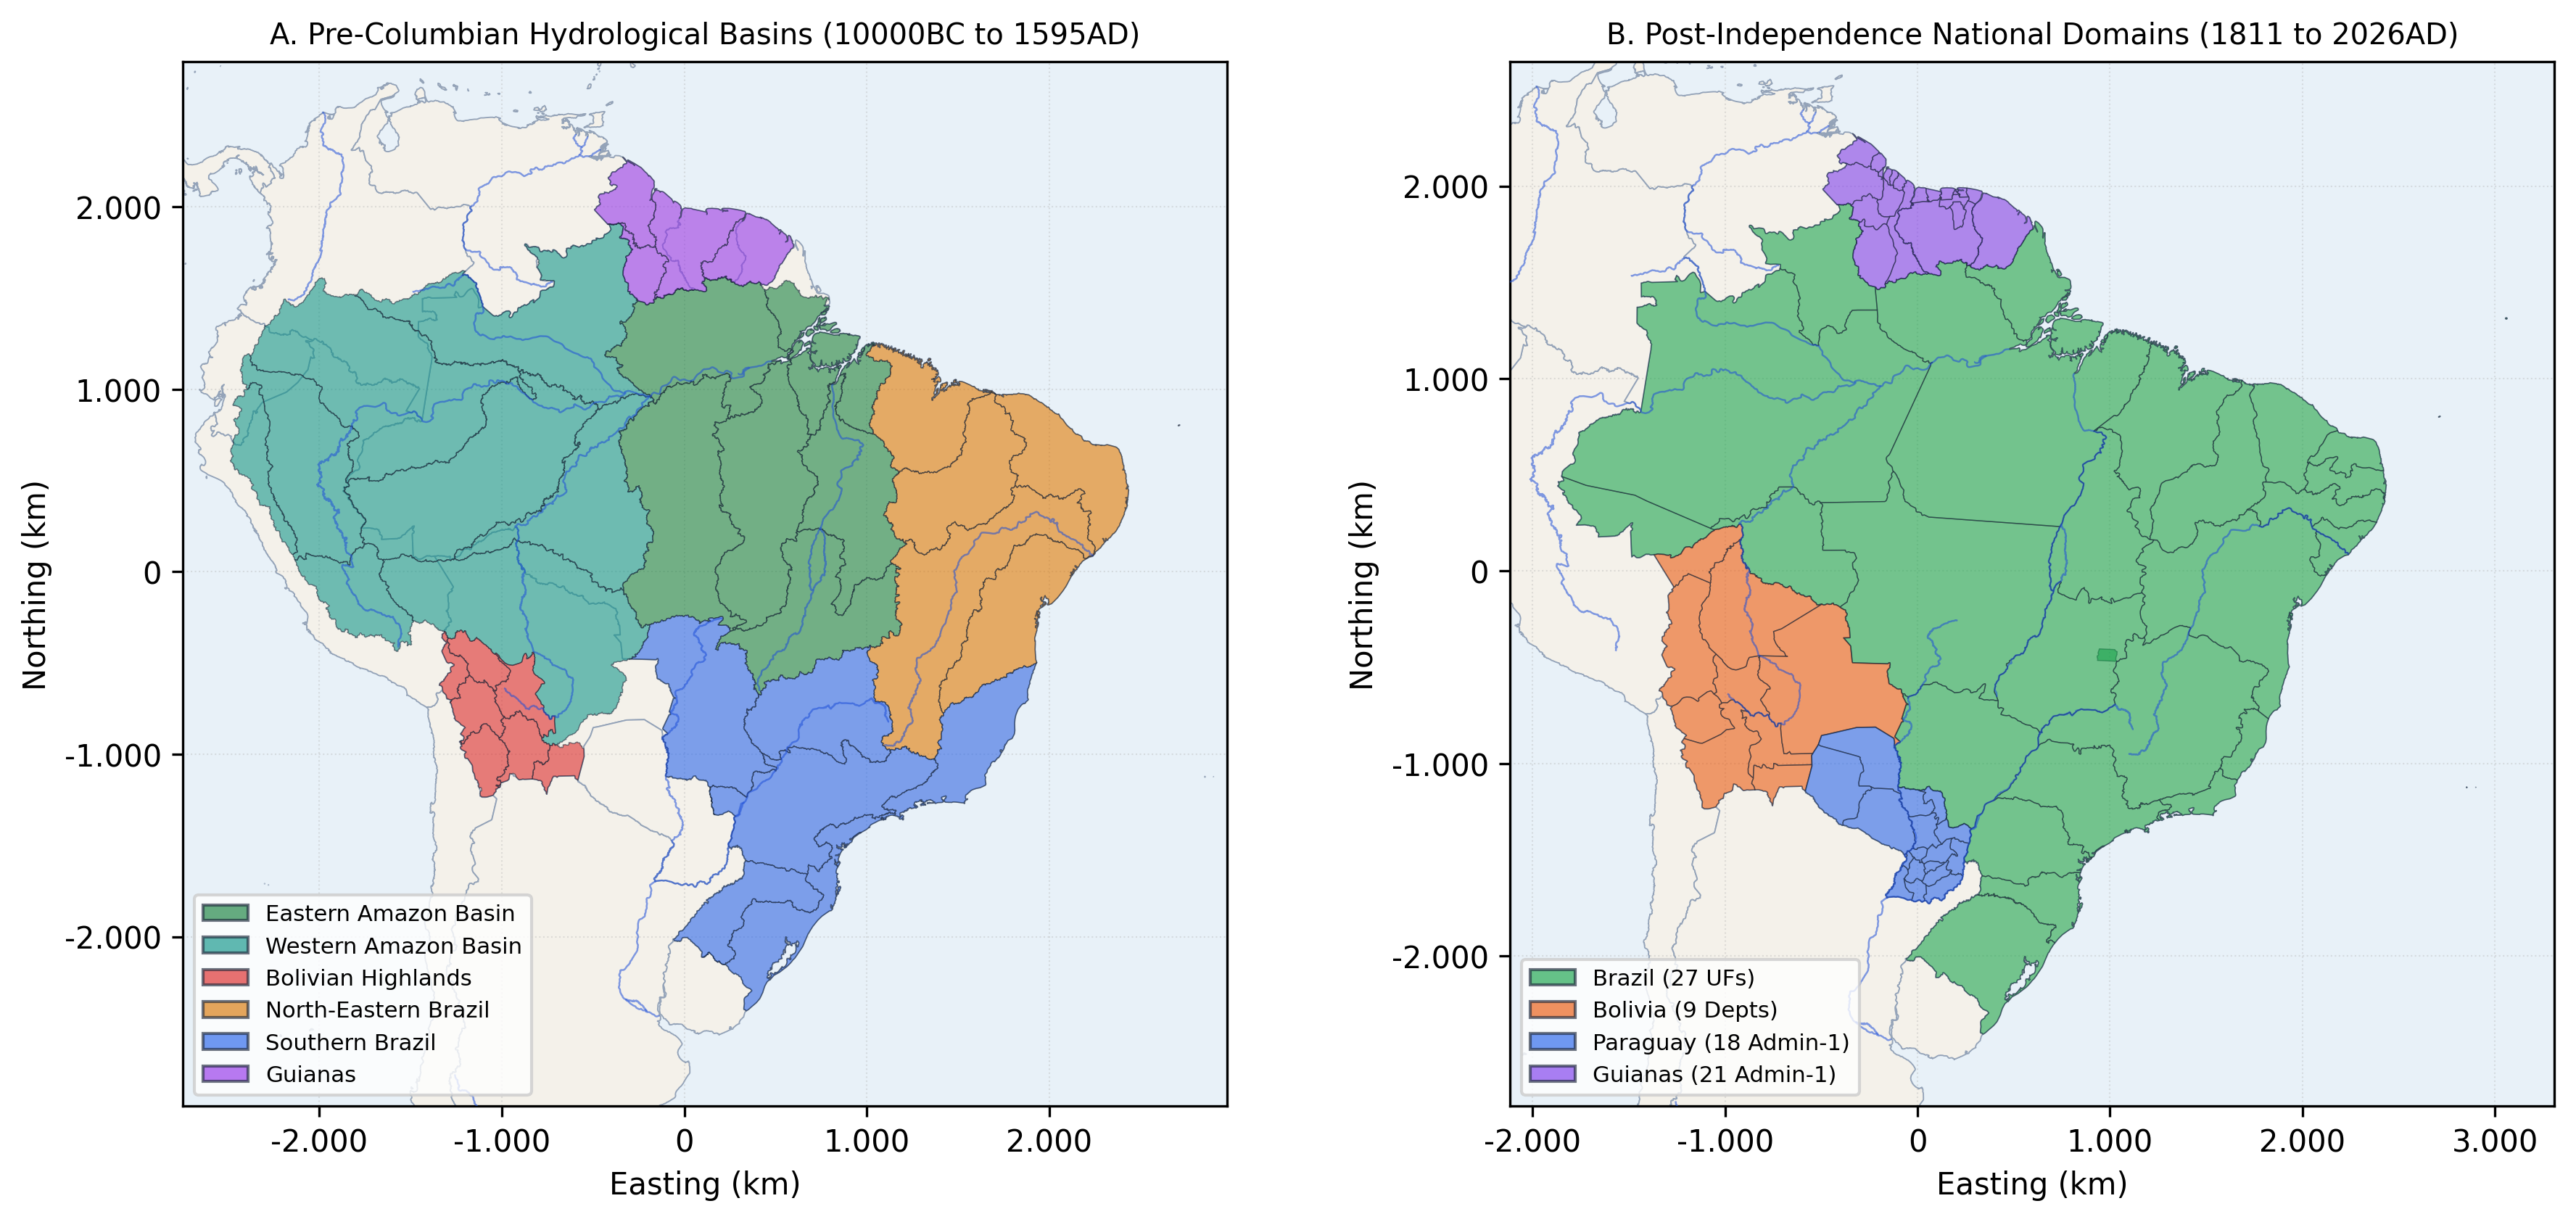 A. Pre-Columbian Hydrological Basins (10000BC to 1595AD)
Northing (km)
2.000
1.000
0
-1.000
-2.000
Eastern Amazon Basin
Western Amazon Basin
Bolivian Highlands
North-Eastern Brazil
Southern Brazil
Guianas
-2.000 -1.000 0 1.000 2.000
Easting (km)
B. Post-Independence National Domains (1811 to 2026AD)
Northing (km)
2.000
1.000
0
-1.000
-2.000
Brazil (27 UFs)
Bolivia (9 Depts)
Paraguay (18 Admin-1)
Guianas (21 Admin-1)
-2.000 -1.000 0 1.000 2.000 3.000
Easting (km)